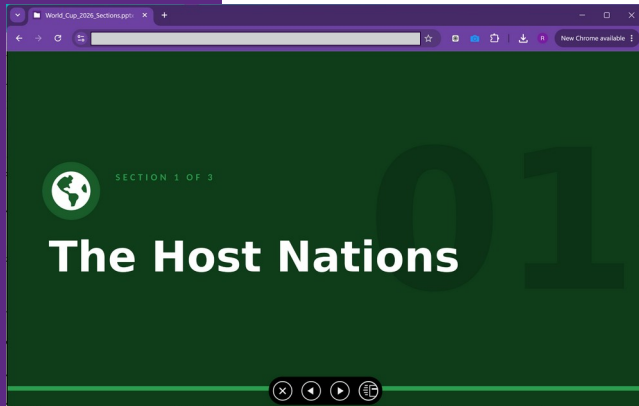 World_Cup_2026_Sections.pptx
New Chrome available
R
SECTION 1 OF 3
01
The Host Nations